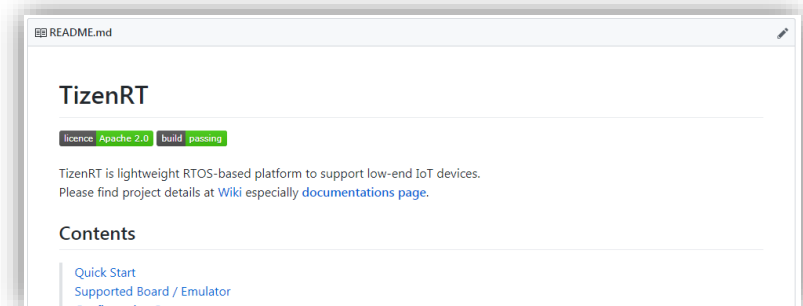 README.md
TizenRT
licence Apache 2.0 build passing
TizenRT is lightweight RTOS-based platform to support low-end IoT devices.
Please find project details at Wiki especially documentations page.
Contents
Quick Start
Supported Board / Emulator